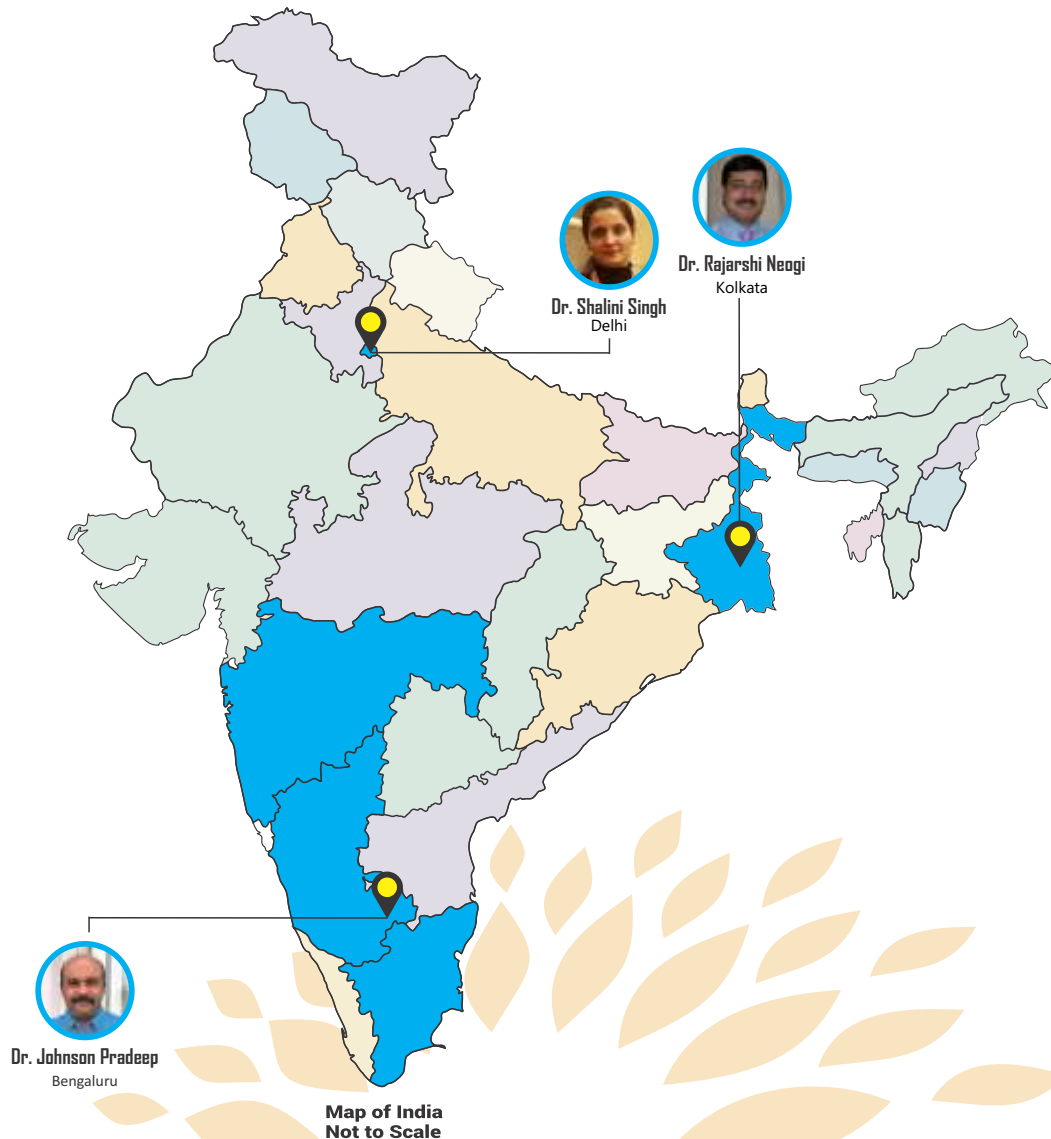 Dr. Rajarshi Neogi
Kolkata
Dr. Shalini Singh
Delhi
Dr. Johnson Pradeep
Bengaluru
Map of India
Not to Scale